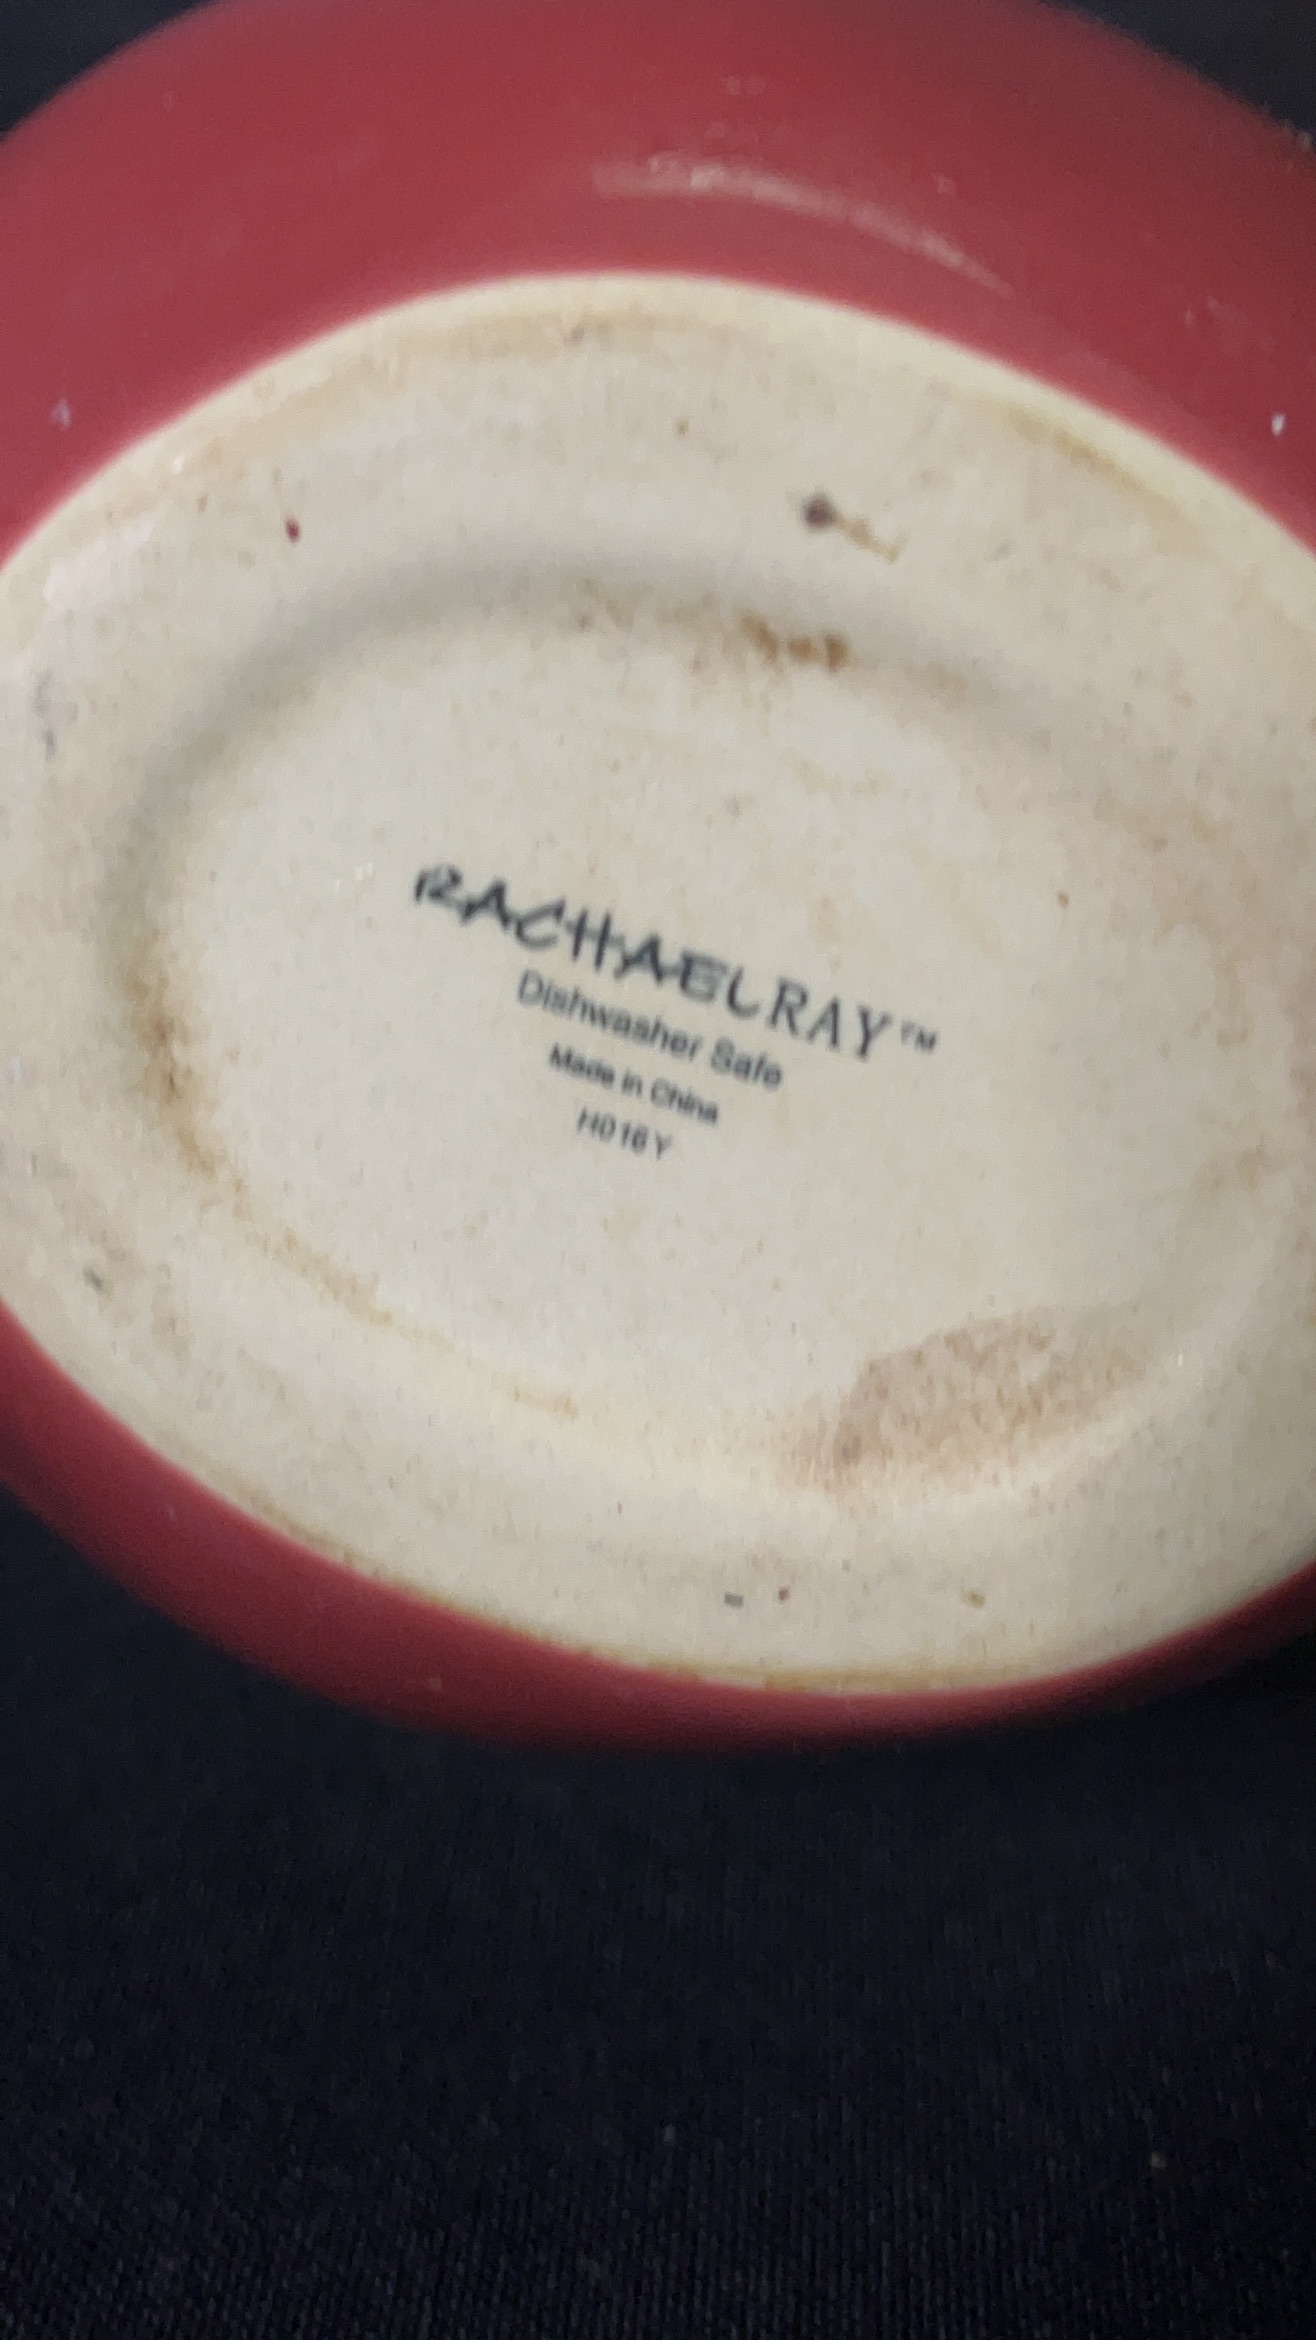 RACHAELRAY™
Dishwasher Safe
Made in China
H016Y